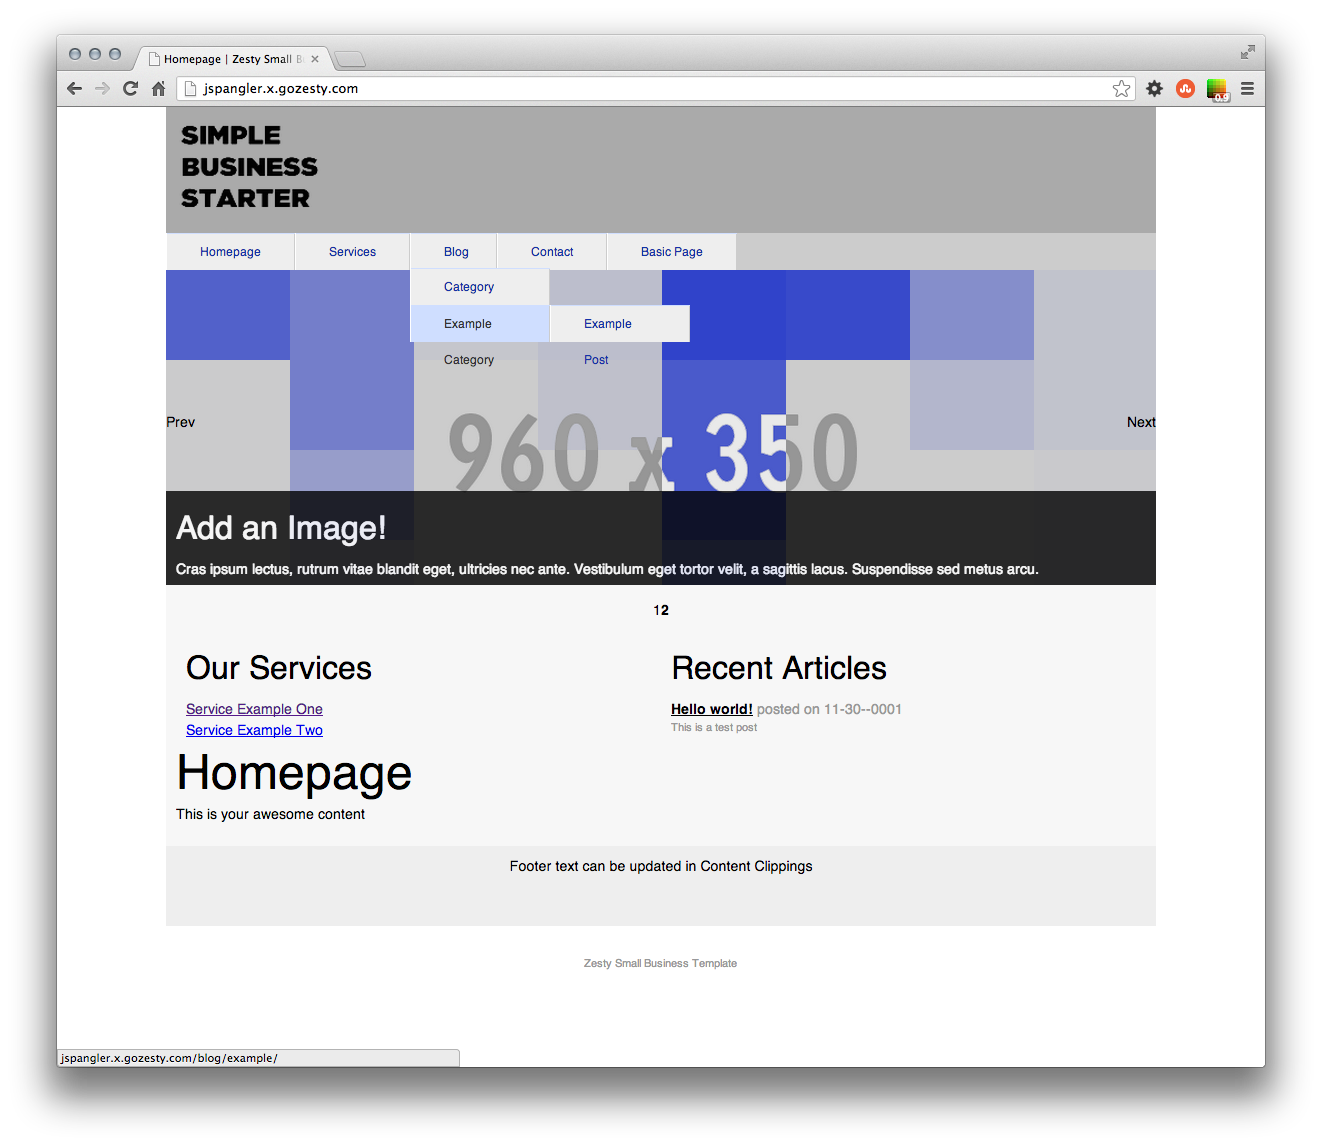 Homepage | Zesty Small B
jspangler.x.gozesty.com
0.9
SIMPLE
BUSINESS
STARTER
Homepage Services Blog Contact Basic Page
Category
Example Example
Category Post
Prev Next
960 x 350
Add an Image!
Cras ipsum lectus, rutrum vitae blandit eget, ultricies nec ante. Vestibulum eget tortor velit, a sagittis lacus. Suspendisse sed metus arcu.
12
Our Services
Service Example One
Service Example Two
Recent Articles
Hello world! posted on 11-30--0001
This is a test post
Homepage
This is your awesome content
Footer text can be updated in Content Clippings
Zesty Small Business Template
jspangler.x.gozesty.com/blog/example/